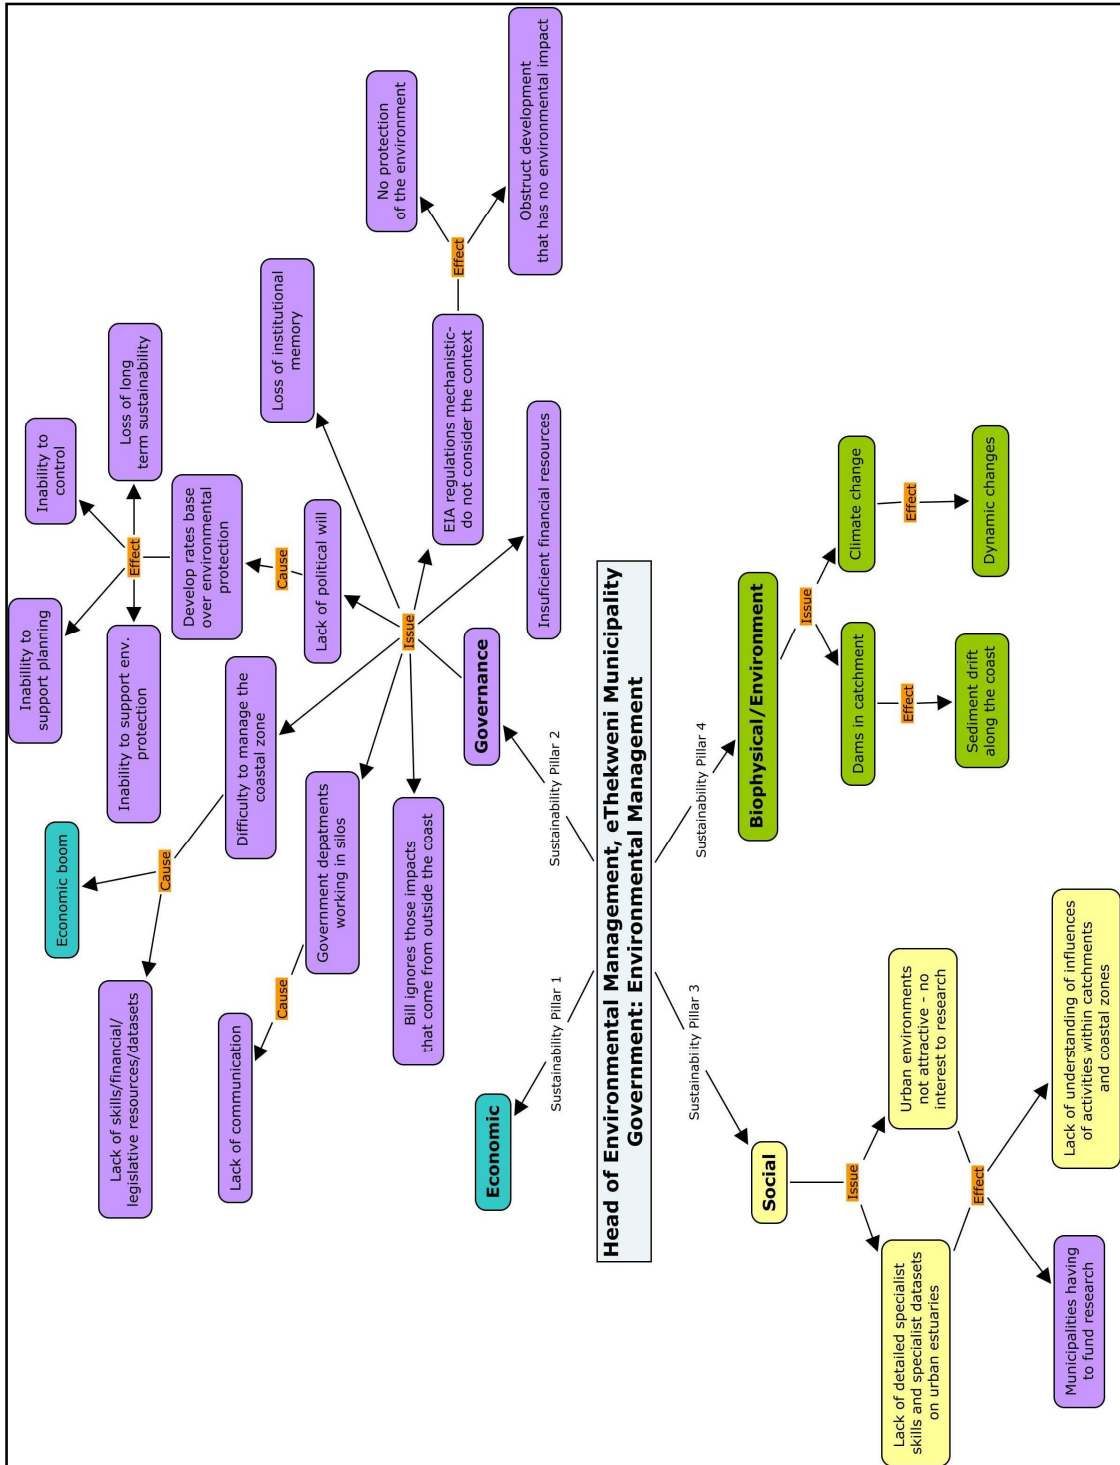 Economic boom
Inability to
support planning
Inability to
control
Lack of skills/financial/
legislative resources/datasets
Cause
Inability to support env.
protection
Effect
Loss of long
term sustainability
Develop rates base
over environmental
protection
Lack of communication
Cause
Government depatments
working in silos
Difficulty to manage the
coastal zone
Cause
Lack of political will
Loss of institutional
memory
No protection
of the environment
Bill ignores those impacts
that come from outside the coast
Issue
EIA regulations mechanistic-
do not consider the context
Effect
Obstruct development
that has no environmental impact
Economic
Governance
Insufficient financial resources
Sustainability Pillar 1
Sustainability Pillar 2
Head of Environmental Management, eThekweni Municipality
Government: Environmental Management
Sustainability Pillar 3
Sustainability Pillar 4
Social
Biophysical/Environment
Issue
Issue
Lack of detailed specialist
skills and specialist datasets
on urban estuaries
Urban environments
not attractive - no
interest to research
Dams in catchment
Climate change
Effect
Effect
Effect
Municipalities having
to fund research
Lack of understanding of influences
of activities within catchments
and coastal zones
Sediment drift
along the coast
Dynamic changes